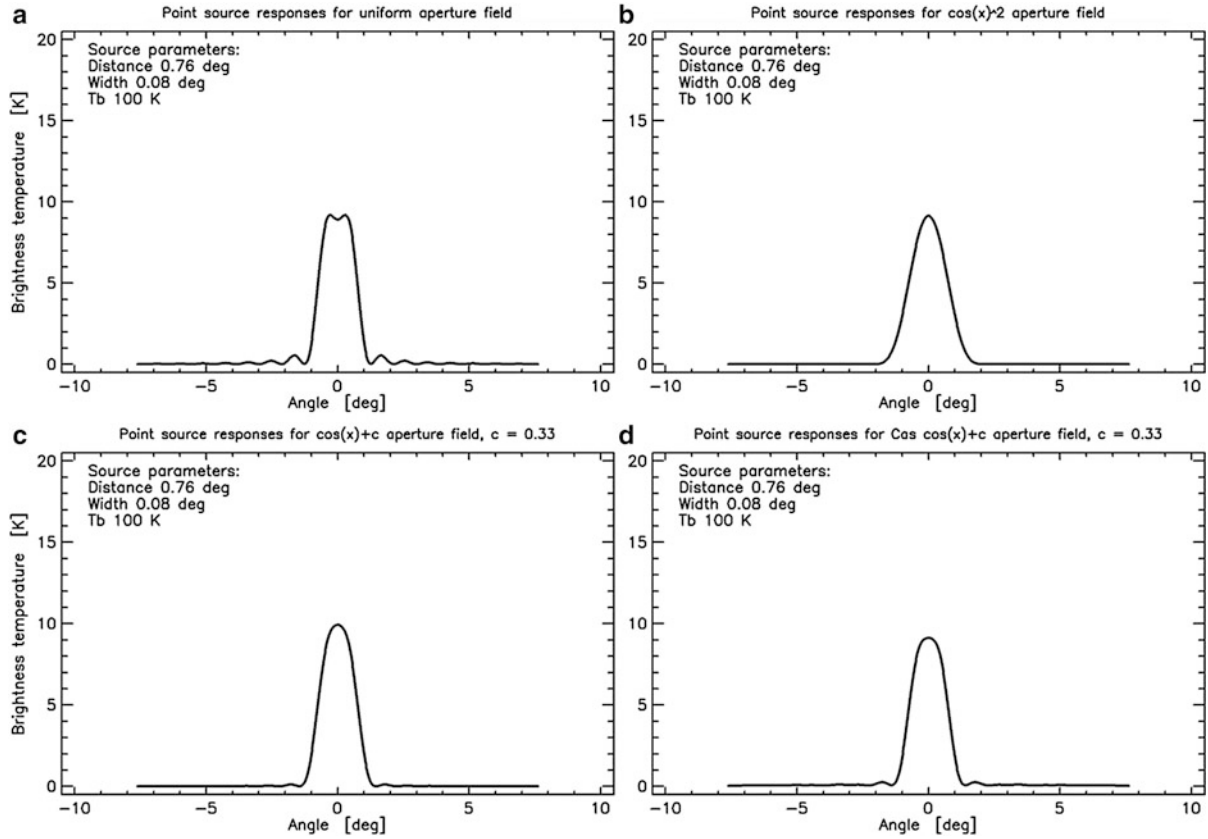 a
Point source responses for uniform aperture field
20
15
10
5
0
Brightness temperature [K]
Source parameters:
Distance 0.76 deg
Width 0.08 deg
Tb 100 K
−10
−5
0
5
10
Angle [deg]
b
Point source responses for cos(x)^2 aperture field
20
15
10
5
0
Source parameters:
Distance 0.76 deg
Width 0.08 deg
Tb 100 K
−10
−5
0
5
10
Angle [deg]
c
Point source responses for cos(x)+c aperture field, c = 0.33
20
15
10
5
0
Brightness temperature [K]
Source parameters:
Distance 0.76 deg
Width 0.08 deg
Tb 100 K
−10
−5
0
5
10
Angle [deg]
d
Point source responses for Cas cos(x)+c aperture field, c = 0.33
20
15
10
5
0
Source parameters:
Distance 0.76 deg
Width 0.08 deg
Tb 100 K
−10
−5
0
5
10
Angle [deg]